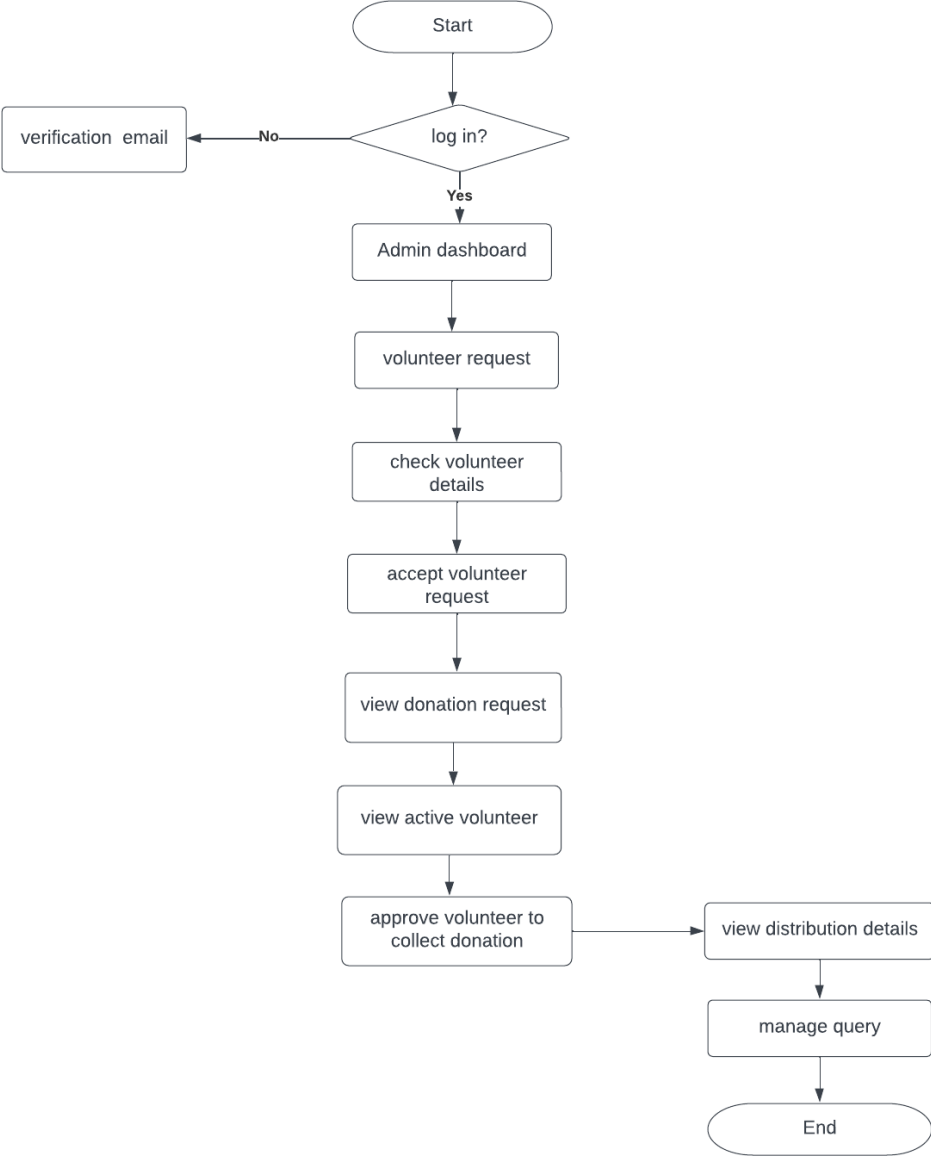 Start
log in?
No
verification email
Yes
Admin dashboard
volunteer request
check volunteer
details
accept volunteer
request
view donation request
view active volunteer
approve volunteer to
collect donation
view distribution details
manage query
End